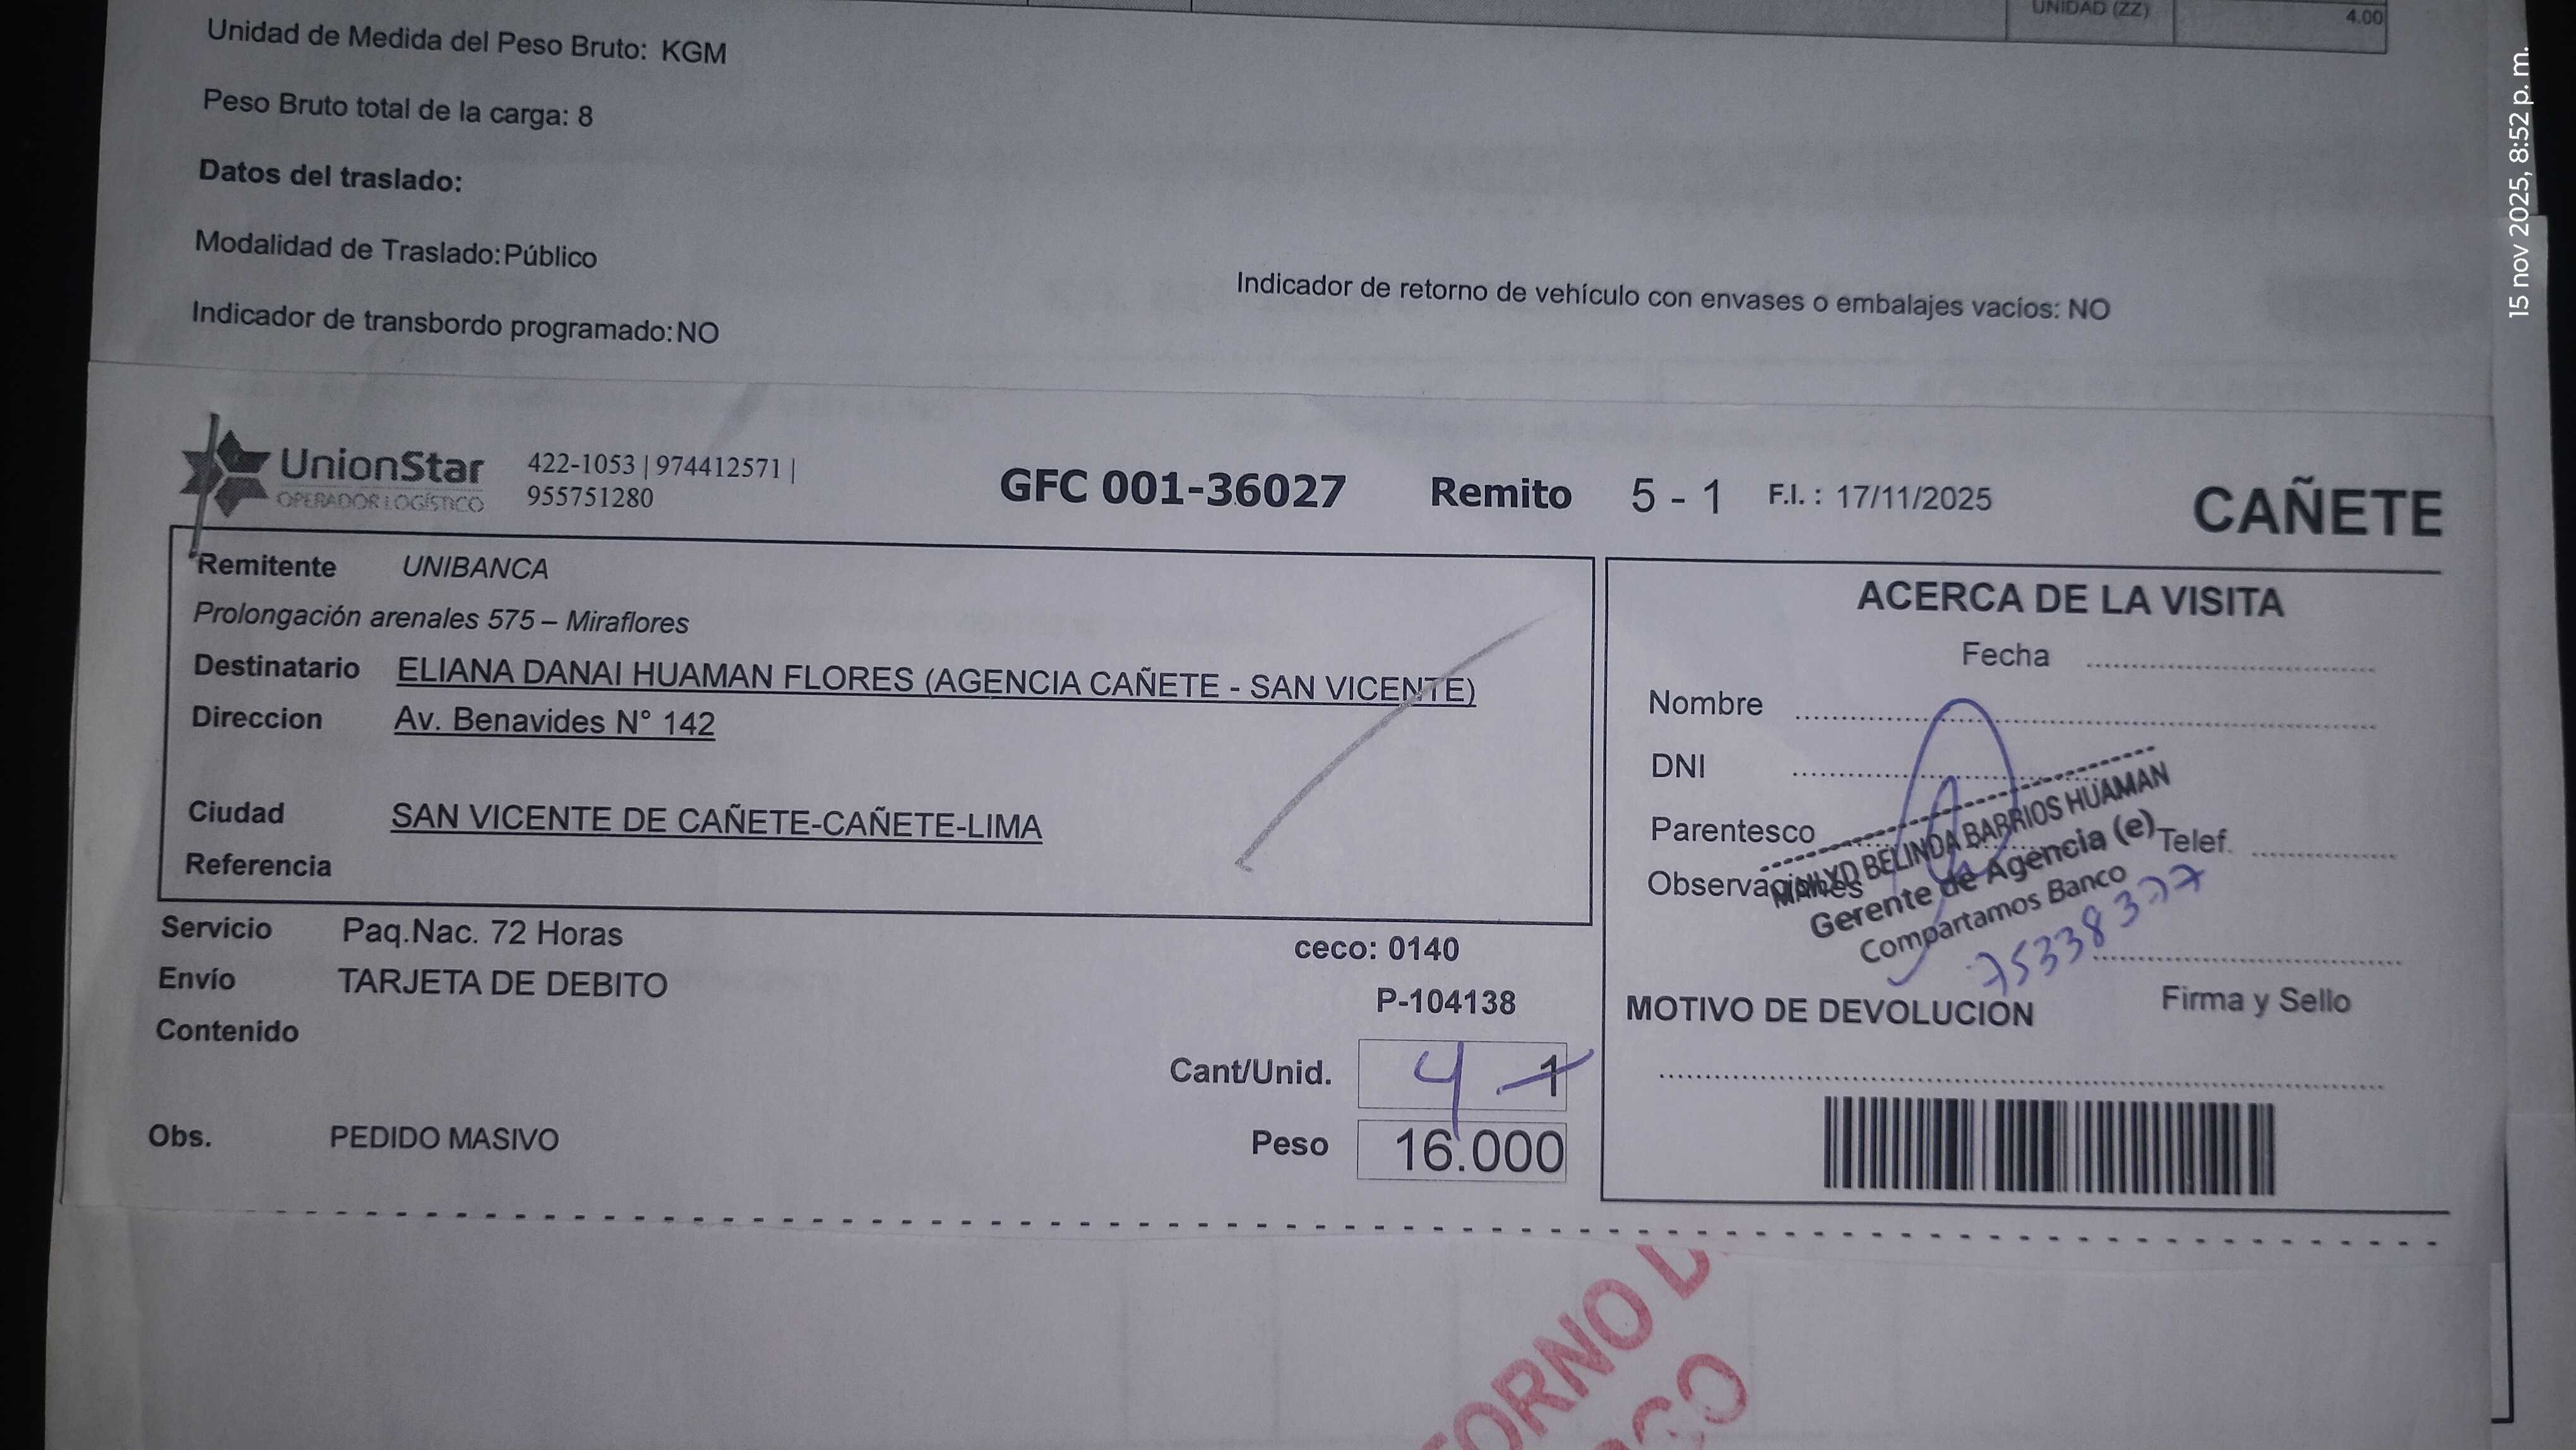 UNIDAD (ZZ) 4.00
Unidad de Medida del Peso Bruto: KGM
Peso Bruto total de la carga: 8
Datos del traslado:
Modalidad de Traslado:Público
Indicador de retorno de vehículo con envases o embalajes vacíos: NO
Indicador de transbordo programado:NO
15 nov 2025, 8:52 p. m.
UnionStar
OPERADOR LOGÍSTICO
422-1053 | 974412571 |
955751280
GFC 001-36027 Remito 5 - 1 F.I. : 17/11/2025 CAÑETE
Remitente UNIBANCA
Prolongación arenales 575 – Miraflores
Destinatario ELIANA DANAI HUAMAN FLORES (AGENCIA CAÑETE - SAN VICENTE)
Direccion Av. Benavides N° 142
Ciudad SAN VICENTE DE CAÑETE-CAÑETE-LIMA
Referencia
Servicio Paq.Nac. 72 Horas
ceco: 0140
Envío TARJETA DE DEBITO
P-104138
Contenido
Cant/Unid. 4 1
Obs. PEDIDO MASIVO
Peso 16.000
ACERCA DE LA VISITA
Fecha
Nombre
DNI
Parentesco
Telef.
Observaciones
BELINDA BARRIOS HUAMAN
Gerente de Agencia (e)
Compartamos Banco
75338377
Firma y Sello
MOTIVO DE DEVOLUCION